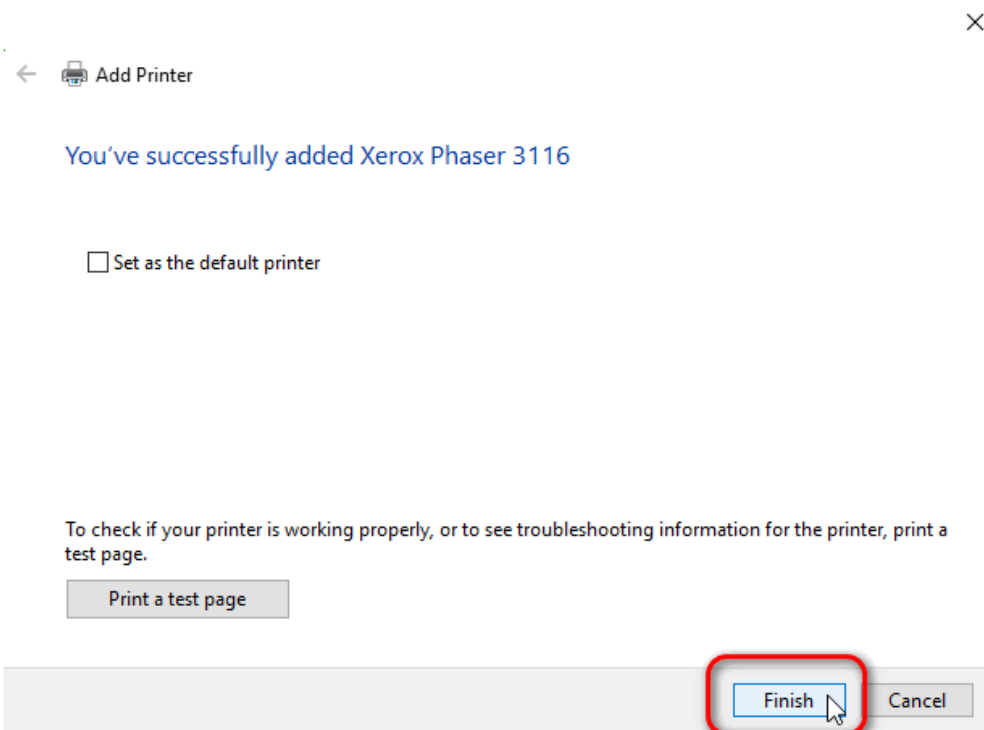 Add Printer
You've successfully added Xerox Phaser 3116
Set as the default printer
To check if your printer is working properly, or to see troubleshooting information for the printer, print a
test page.
Print a test page
Finish
Cancel